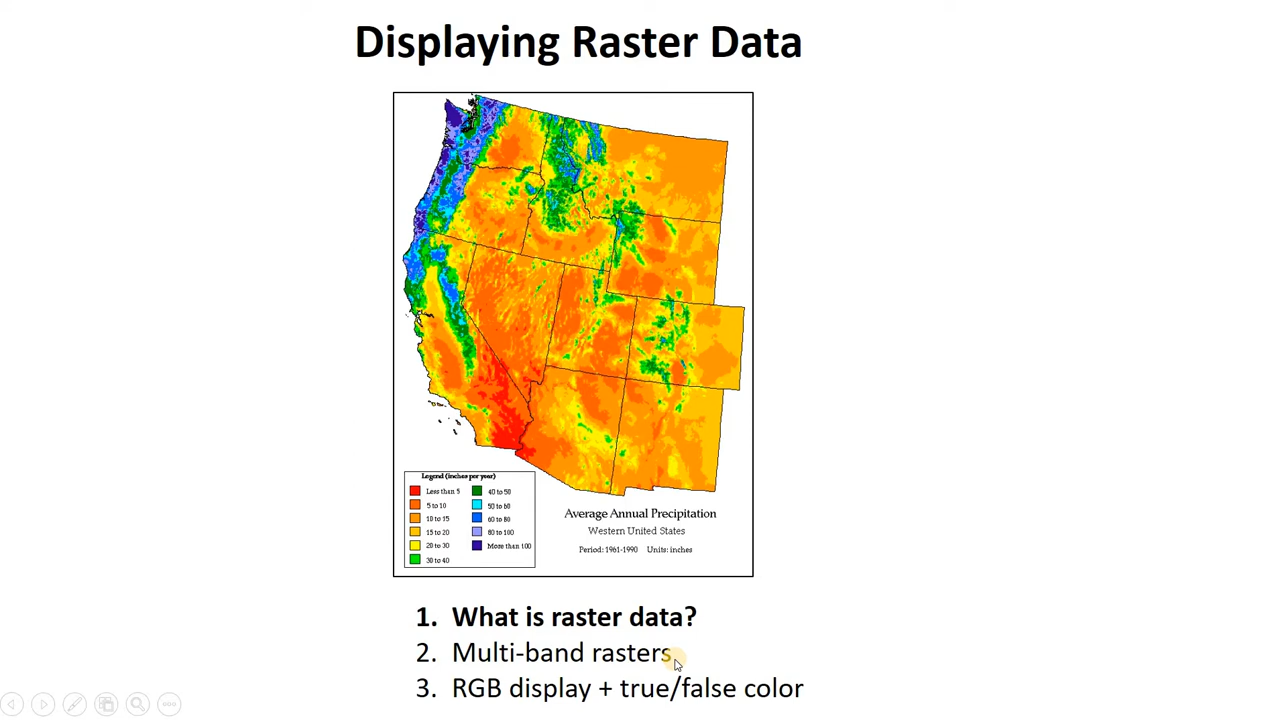 Displaying Raster Data
Legend (inches per year)
Less than 5
5 to 10
10 to 15
15 to 20
20 to 30
30 to 40
40 to 50
50 to 60
60 to 80
80 to 100
More than 100
Average Annual Precipitation
Western United States
Period: 1961-1990 Units: inches
1. What is raster data?
2. Multi-band rasters
3. RGB display + true/false color